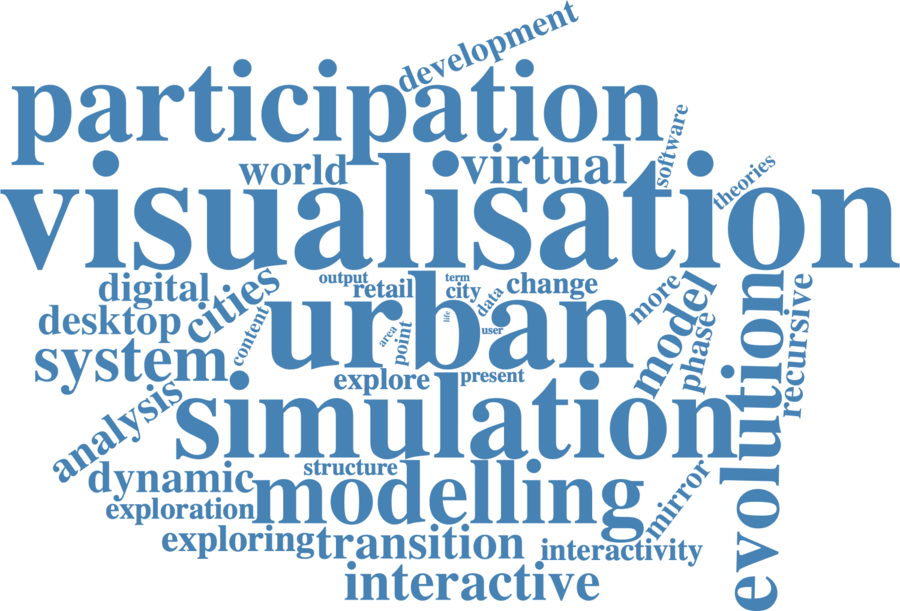 development
participation
software
world
virtual
theories
visualisation
digital
cities
output
retail
term
city
data
change
more
model
evolution
recursive
desktop
content
urban
area
point
life
user
phase
system
explore
present
analysis
simulation
dynamic
structure
modelling
mirror
exploration
exploring
transition
interactivity
interactive